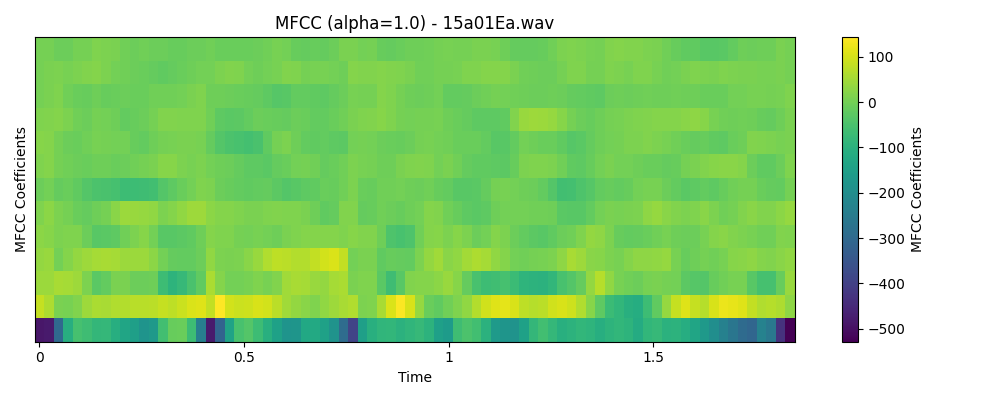 MFCC (alpha=1.0) - 15a01Ea.wav
MFCC Coefficients
0
0.5
1
1.5
Time
100
0
−100
−200
−300
−400
−500
MFCC Coefficients